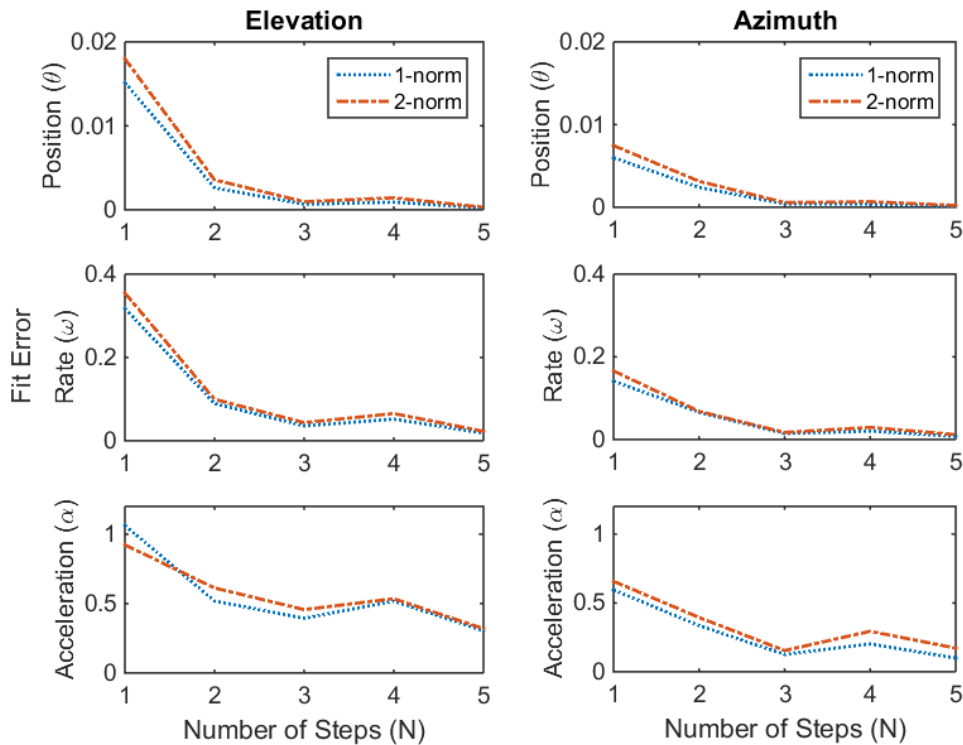 Elevation
Azimuth
0.02
0.01
0
Position (θ)
1-norm
2-norm
1 2 3 4 5
0.02
0.01
0
Position (θ)
1-norm
2-norm
1 2 3 4 5
Fit Error
0.4
0.2
0
Rate (ω)
1 2 3 4 5
0.4
0.2
0
Rate (ω)
1 2 3 4 5
1
0.5
0
Acceleration (α)
1 2 3 4 5
Number of Steps (N)
1
0.5
0
Acceleration (α)
1 2 3 4 5
Number of Steps (N)